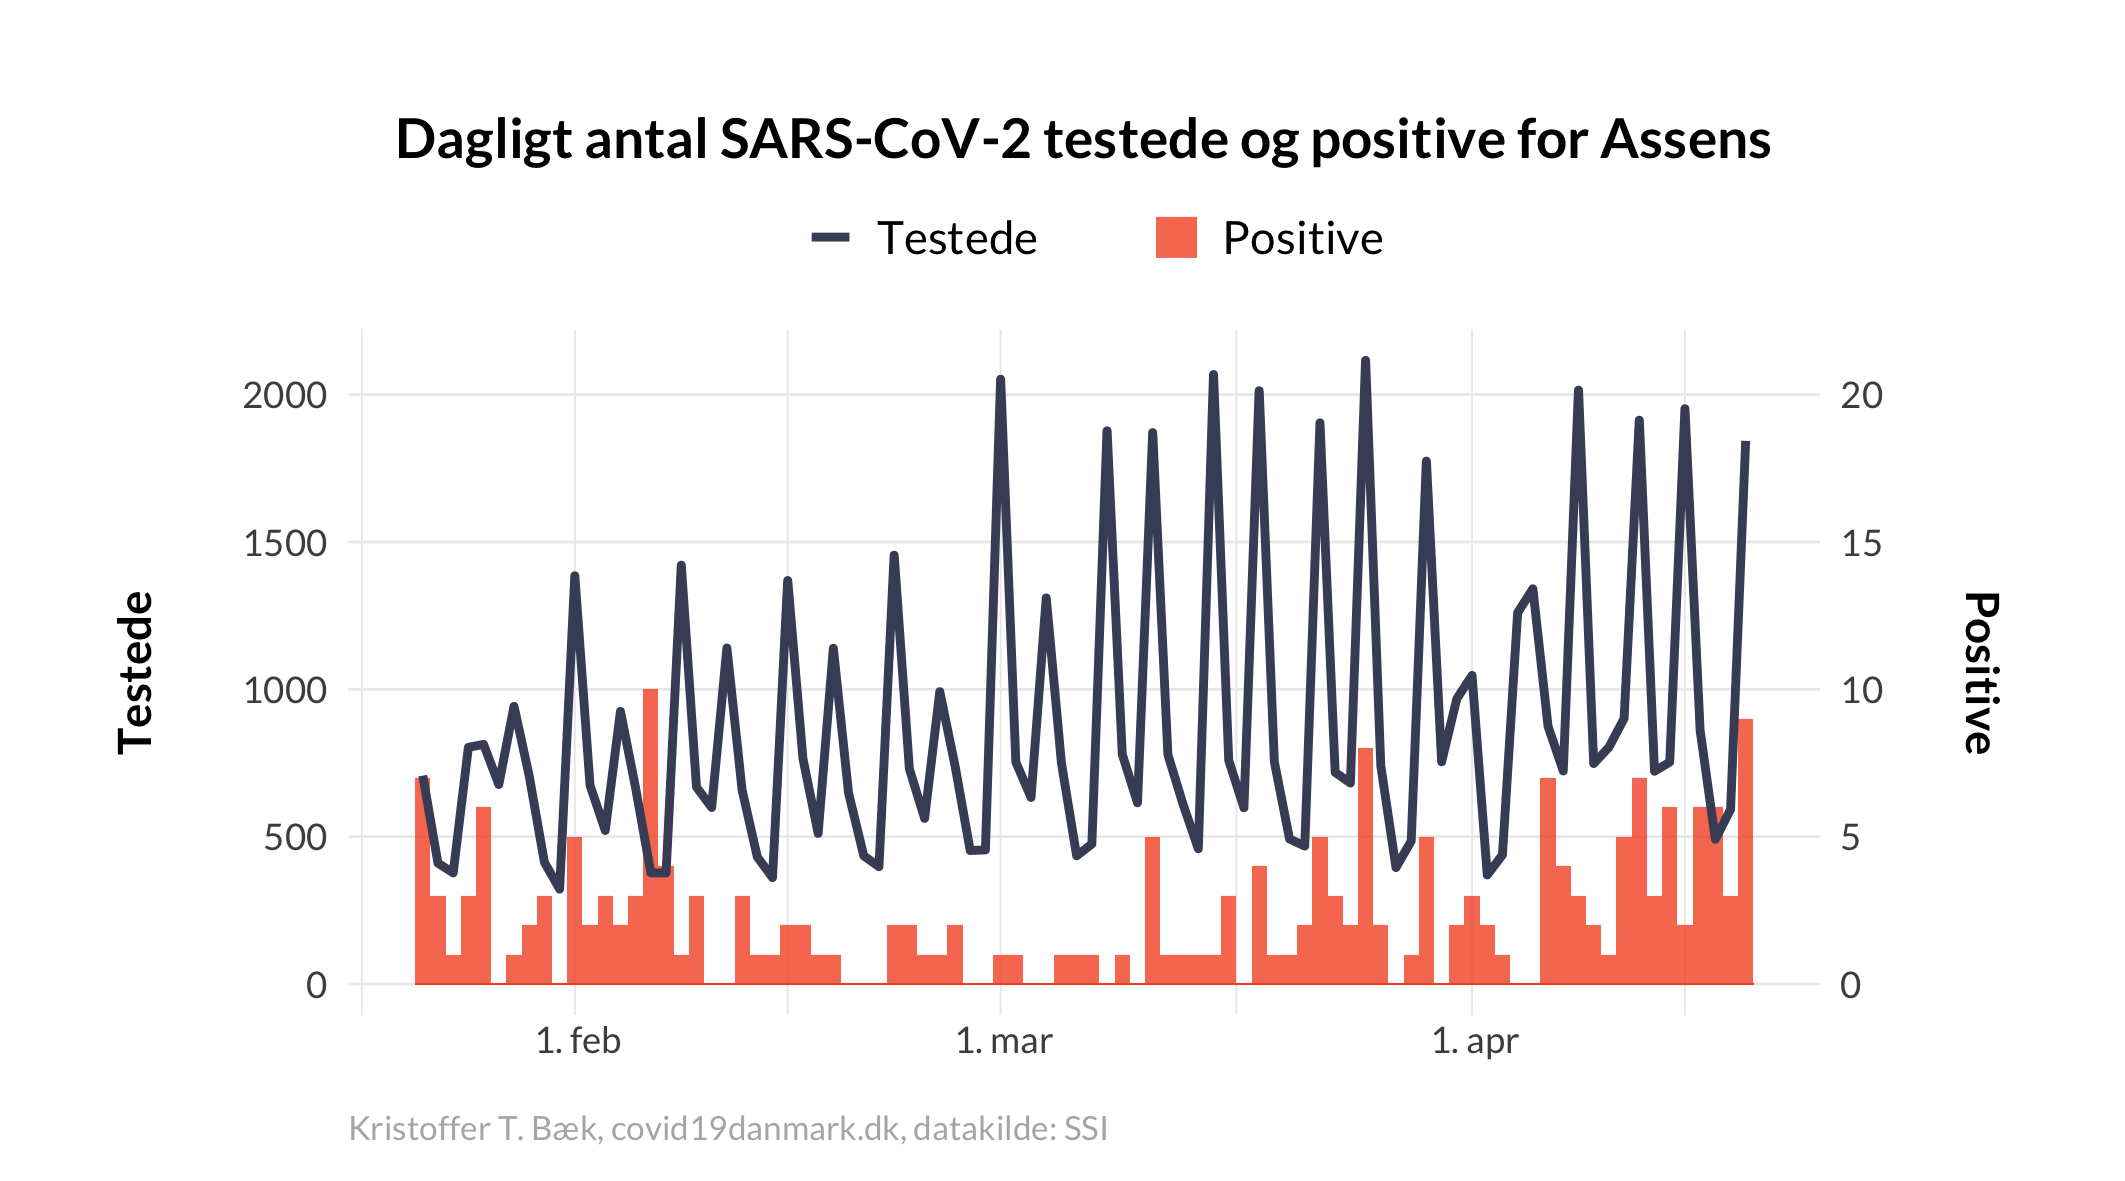 Dagligt antal SARS-CoV-2 testede og positive for Assens
Testede Positive
2000 20
1500 15
1000 10
500 5
0 0
Testede
Positive
1. feb 1. mar 1. apr
Kristoffer T. Bæk, covid19danmark.dk, datakilde: SSI